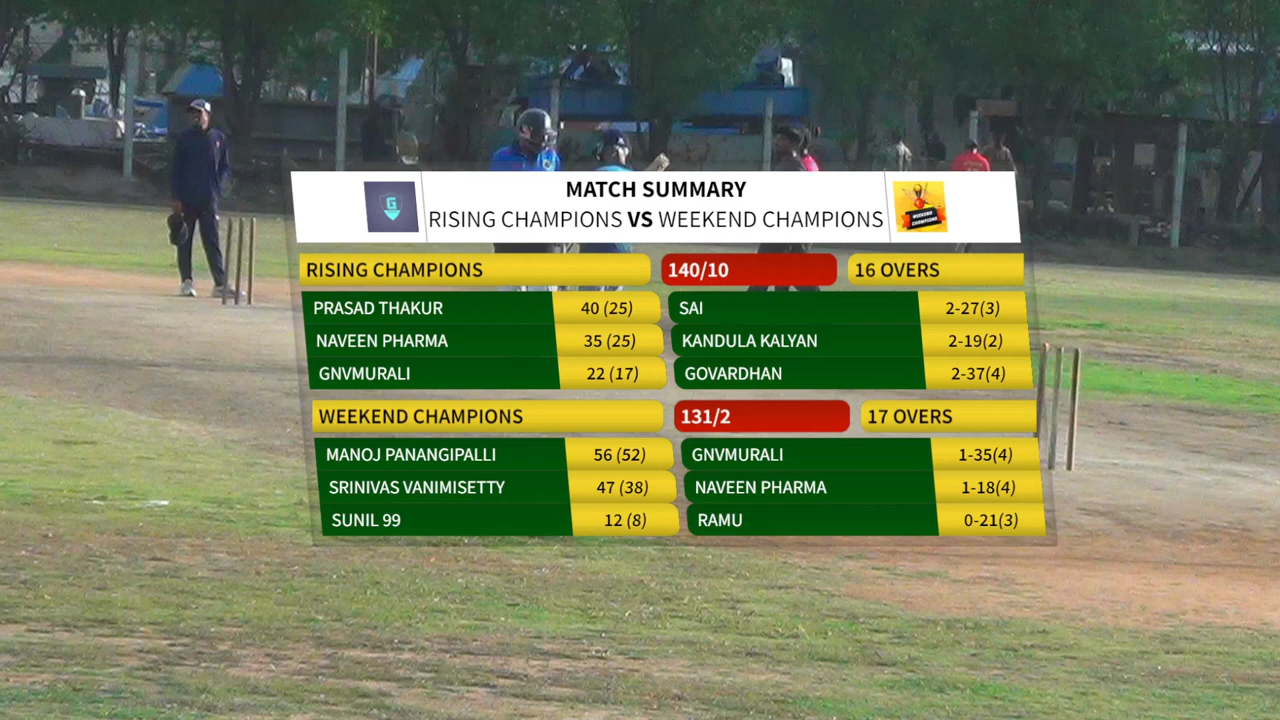 MATCH SUMMARY
RISING CHAMPIONS VS WEEKEND CHAMPIONS
G
WEEKEND
CHAMPIONS
RISING CHAMPIONS 140/10 16 OVERS
PRASAD THAKUR 40 (25) SAI 2-27(3)
NAVEEN PHARMA 35 (25) KANDULA KALYAN 2-19(2)
GNVMURALI 22 (17) GOVARDHAN 2-37(4)
WEEKEND CHAMPIONS 131/2 17 OVERS
MANOJ PANANGIPALLI 56 (52) GNVMURALI 1-35(4)
SRINIVAS VANIMISETTY 47 (38) NAVEEN PHARMA 1-18(4)
SUNIL 99 12 (8) RAMU 0-21(3)